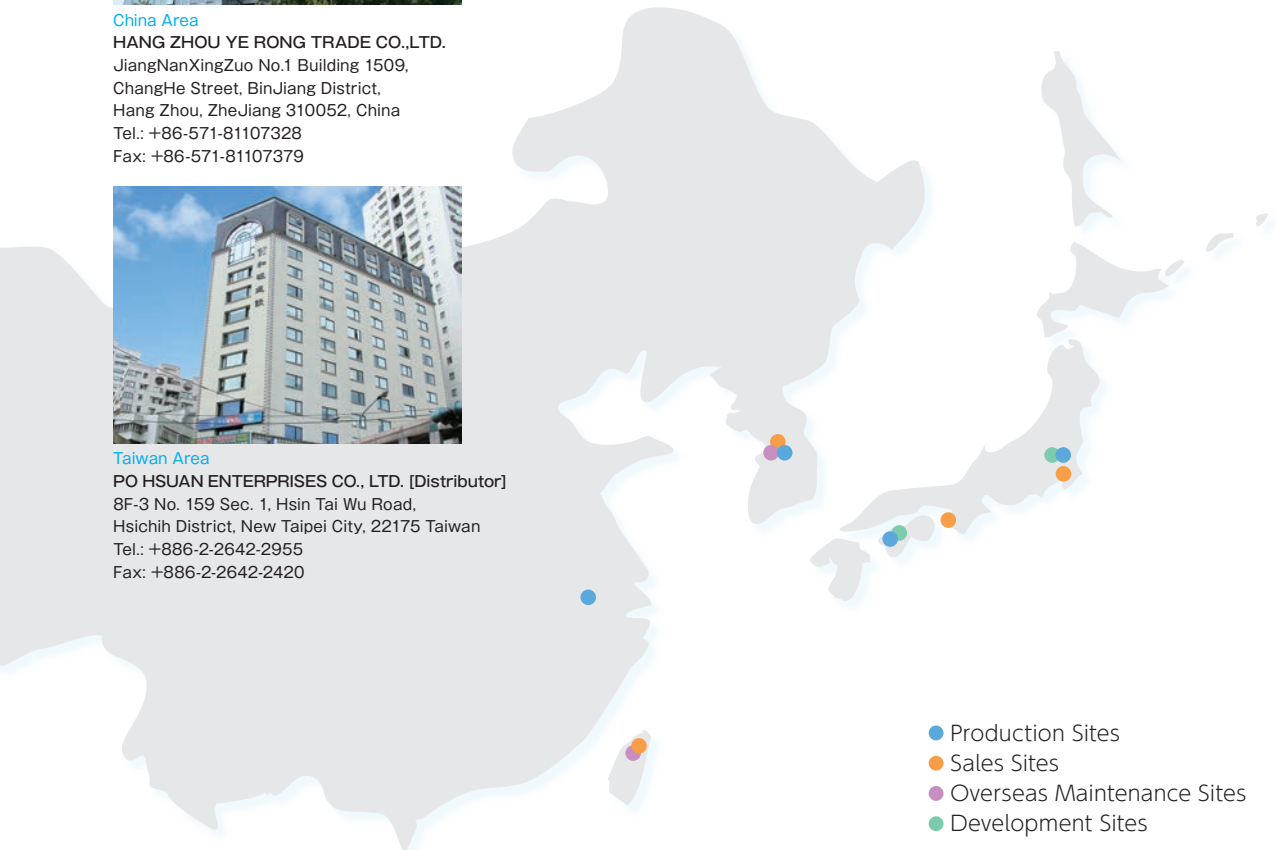 China Area
HANG ZHOU YE RONG TRADE CO.,LTD.
JiangNanXingZuo No.1 Building 1509,
ChangHe Street, BinJiang District,
Hang Zhou, ZheJiang 310052, China
Tel.: +86-571-81107328
Fax: +86-571-81107379
Taiwan Area
PO HSUAN ENTERPRISES CO., LTD. [Distributor]
8F-3 No. 159 Sec. 1, Hsin Tai Wu Road,
Hsichih District, New Taipei City, 22175 Taiwan
Tel.: +886-2-2642-2955
Fax: +886-2-2642-2420
Production Sites
Sales Sites
Overseas Maintenance Sites
Development Sites